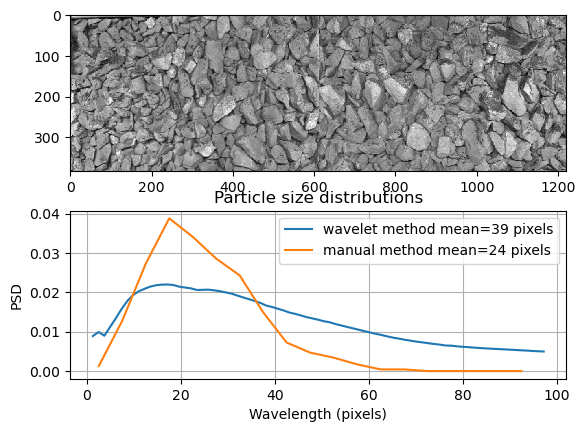 0
100
200
300
0 200 400 600 800 1000 1200
Particle size distributions
0.04
0.03
0.02
0.01
0.00
PSD
wavelet method mean=39 pixels
manual method mean=24 pixels
0 20 40 60 80 100
Wavelength (pixels)